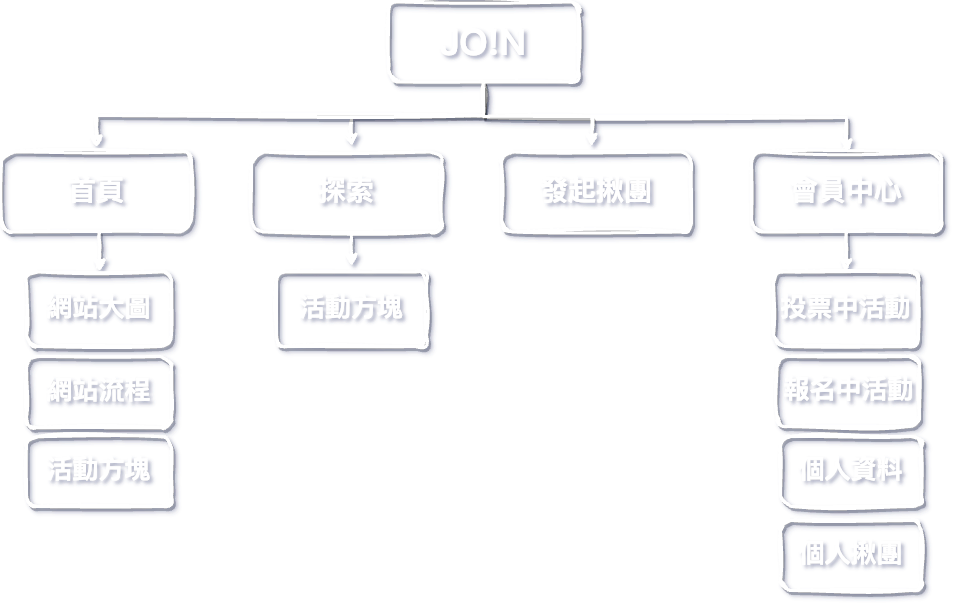 JO!N
首頁
探索
發起揪團
會員中心
網站大圖
活動方塊
投票中活動
網站流程
報名中活動
活動方塊
個人資料
個人揪團